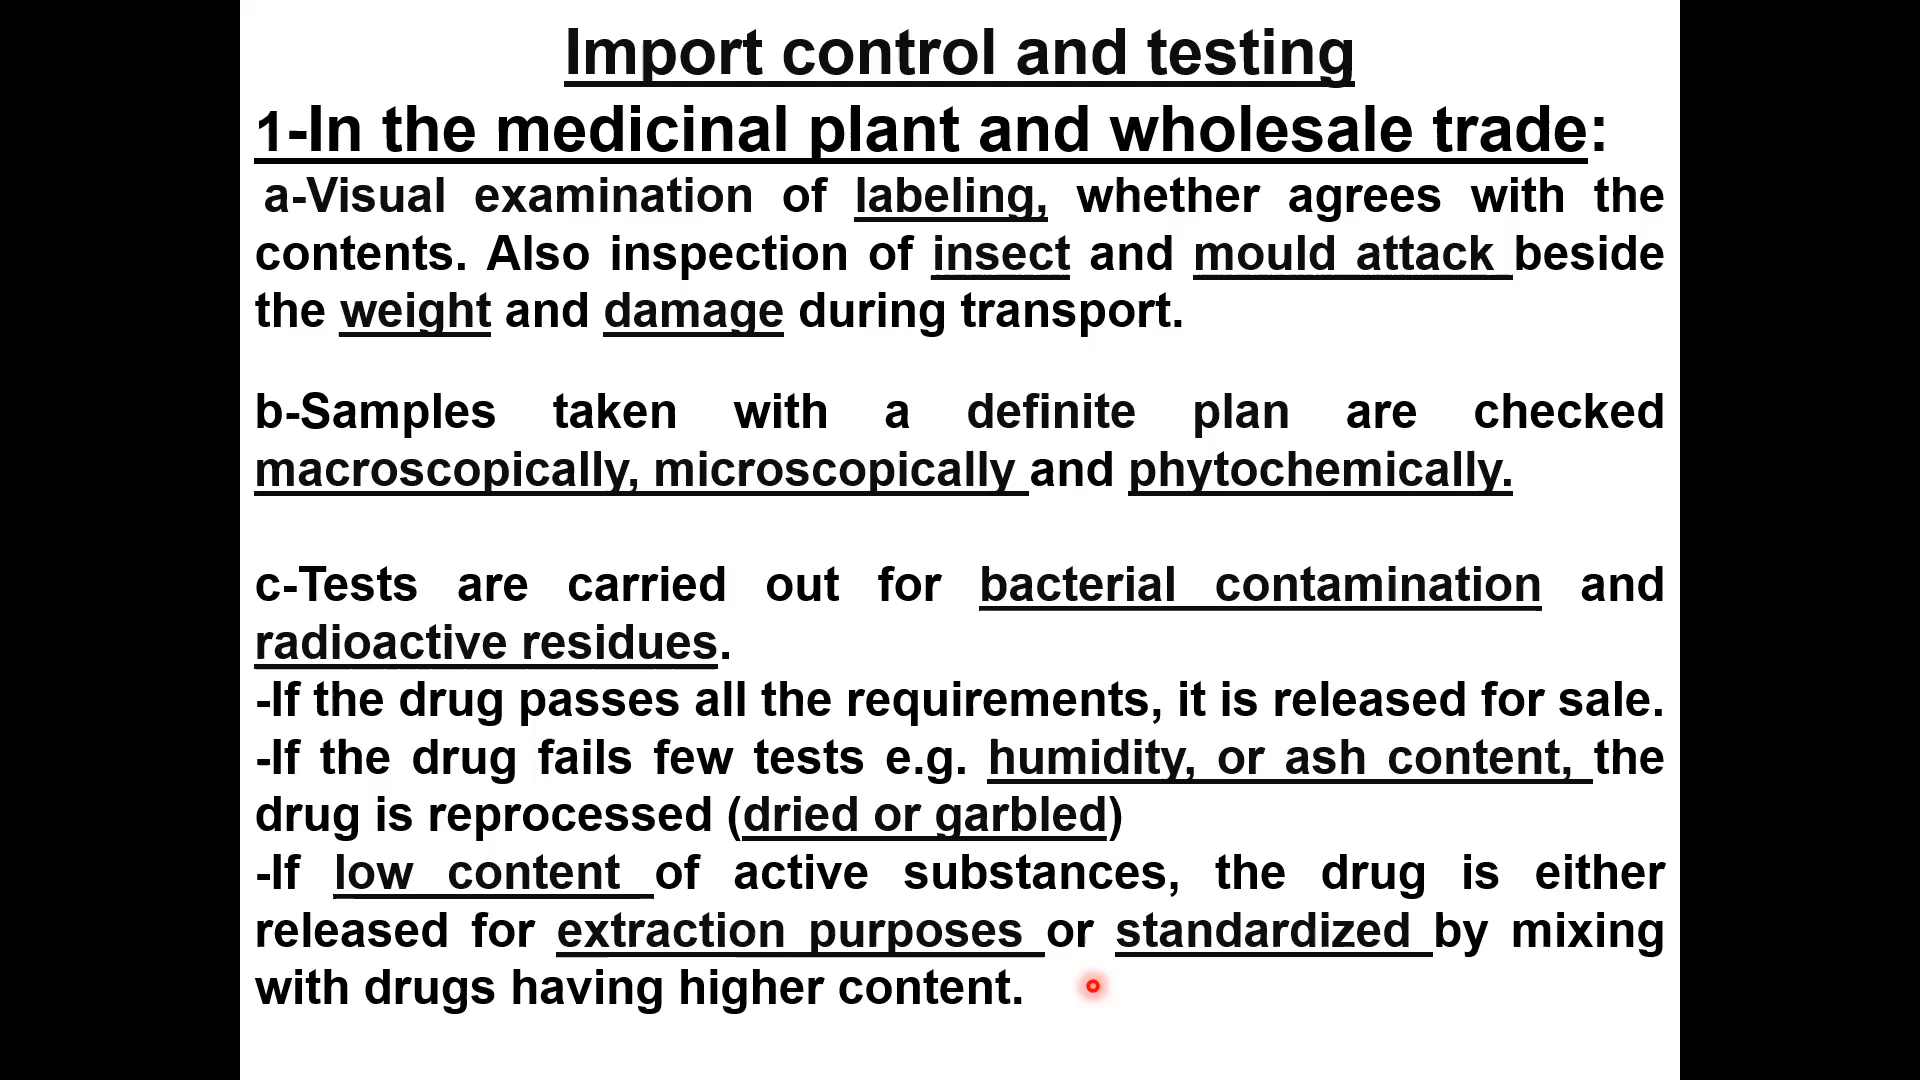 Import control and testing
1-In the medicinal plant and wholesale trade:
a-Visual examination of labeling, whether agrees with the
contents. Also inspection of insect and mould attack beside
the weight and damage during transport.
b-Samples taken with a definite plan are checked
macroscopically, microscopically and phytochemically.
c-Tests are carried out for bacterial contamination and
radioactive residues.
-If the drug passes all the requirements, it is released for sale.
-If the drug fails few tests e.g. humidity, or ash content, the
drug is reprocessed (dried or garbled)
-If low content of active substances, the drug is either
released for extraction purposes or standardized by mixing
with drugs having higher content.